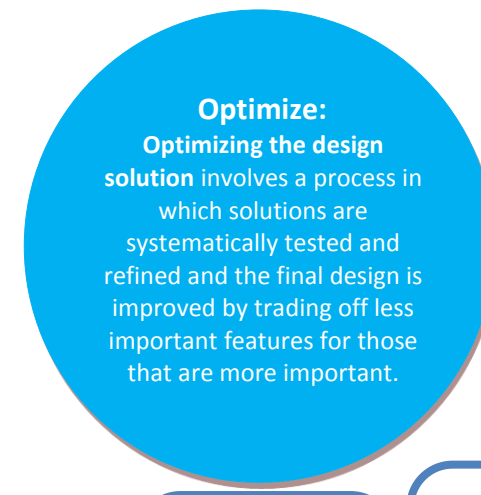 Optimize:
Optimizing the design
solution involves a process in
which solutions are
systematically tested and
refined and the final design is
improved by trading off less
important features for those
that are more important.